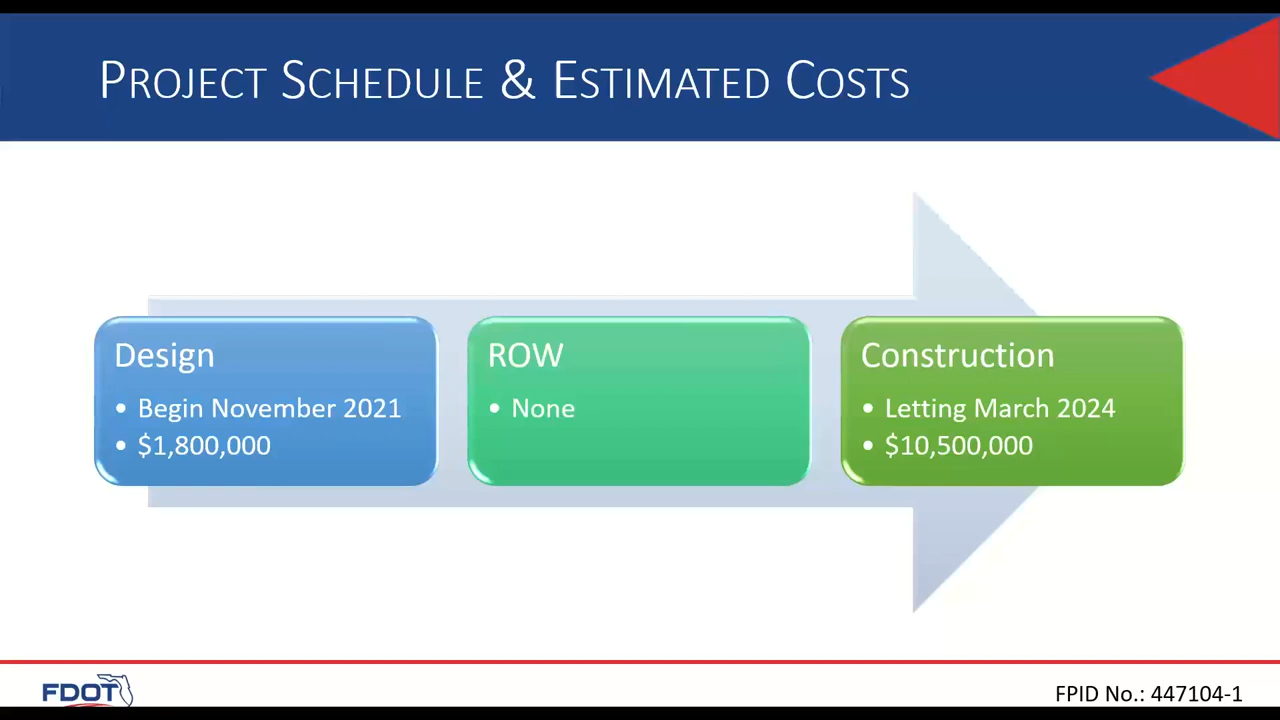 PROJECT SCHEDULE & ESTIMATED COSTS
Design
• Begin November 2021
• $1,800,000
ROW
• None
Construction
• Letting March 2024
• $10,500,000
FDOT
FPID No.: 447104-1